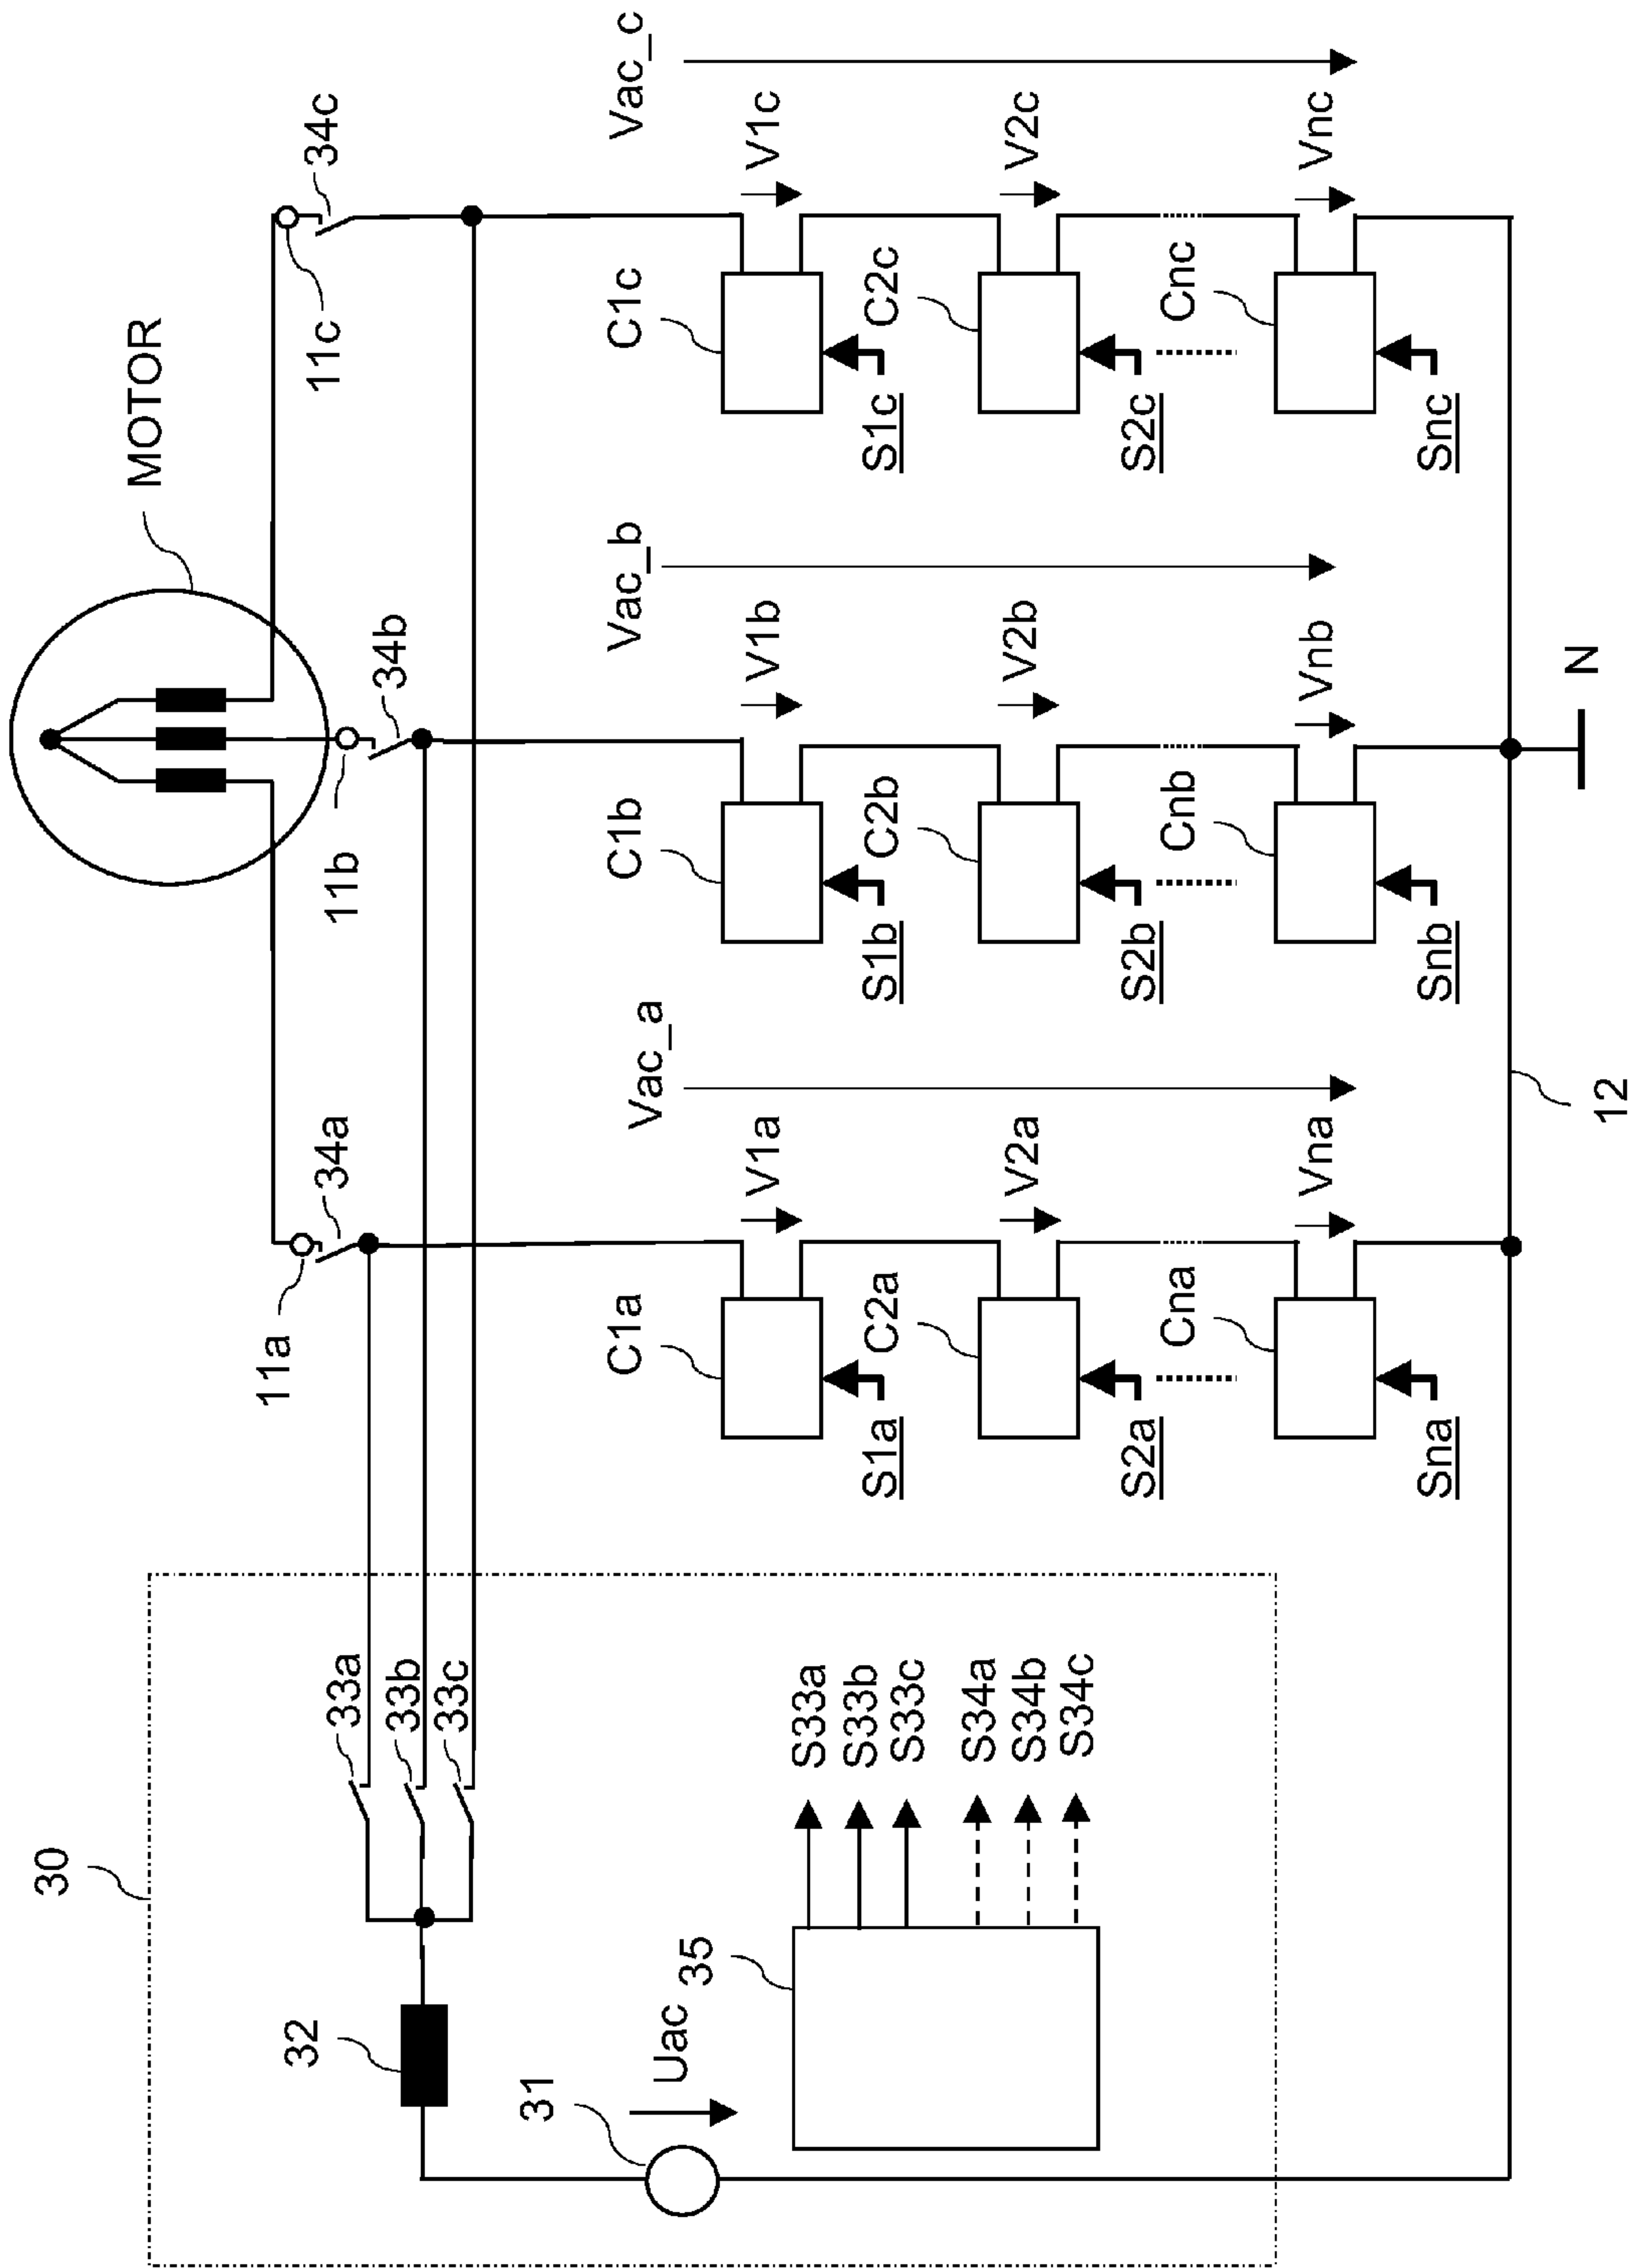 MOTOR
30
11a
34a
11b
34b
11c
34c
33a
33b
33c
32
31
Uac
35
S33a
S33b
S33c
S34a
S34b
S34c
Vac_a
Vac_b
Vac_c
C1a
V1a
C1b
V1b
C1c
V1c
S1a
S1b
S1c
C2a
V2a
C2b
V2b
C2c
V2c
S2a
S2b
S2c
Cna
Vna
Cnb
Vnb
Cnc
Vnc
Sna
Snb
Snc
12
N